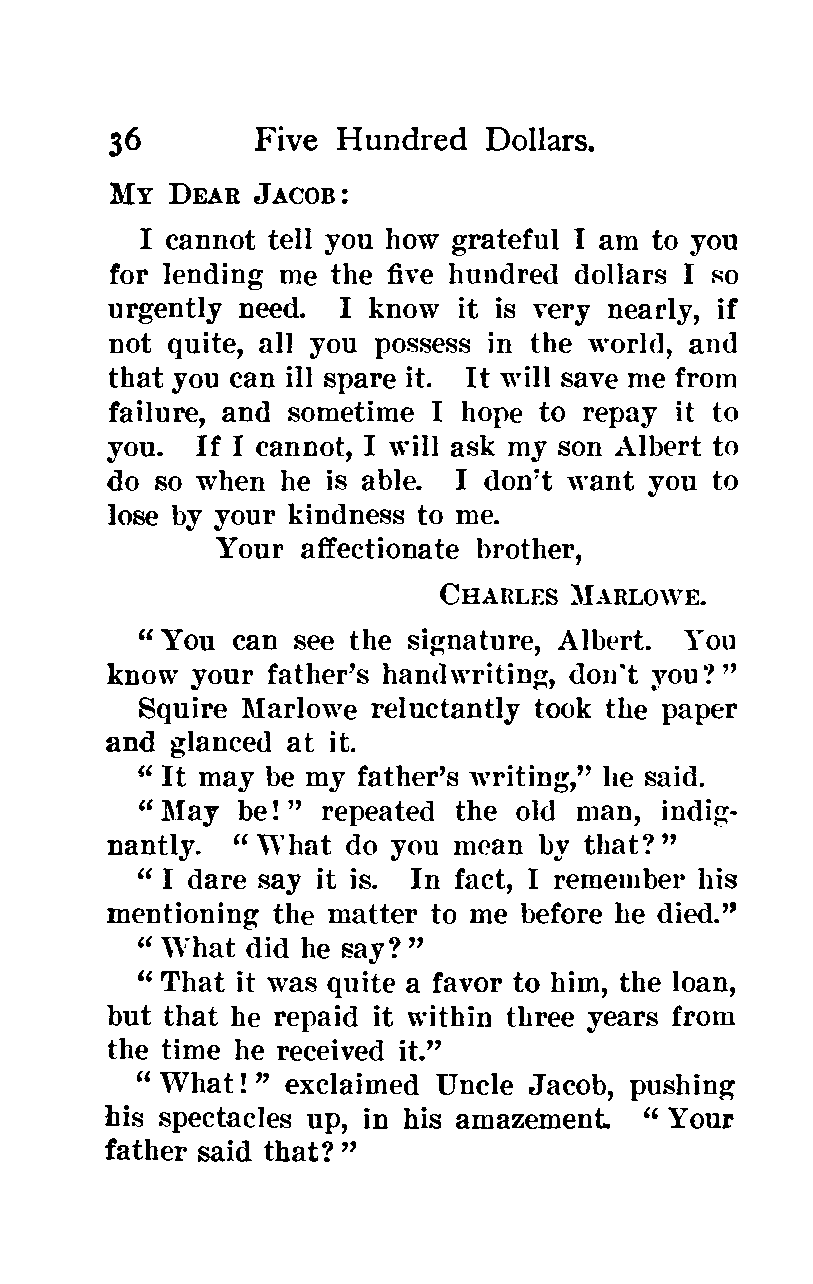 36 Five Hundred Dollars.
My Dear Jacob:
I cannot tell you how grateful I am to you
for lending me the five hundred dollars I so
urgently need. I know it is very nearly, if
not quite, all you possess in the world, and
that you can ill spare it. It will save me from
failure, and sometime I hope to repay it to
you. If I cannot, I will ask my son Albert to
do so when he is able. I don't want you to
lose by your kindness to me.
Your affectionate brother,
Charles Marlowe.
“You can see the signature, Albert. You
know your father's handwriting, don't you?”
Squire Marlowe reluctantly took the paper
and glanced at it.
“It may be my father's writing,” he said.
“May be!” repeated the old man, indig-
nantly. “What do you mean by that?”
“I dare say it is. In fact, I remember his
mentioning the matter to me before he died.”
“What did he say?”
“That it was quite a favor to him, the loan,
but that he repaid it within three years from
the time he received it.”
“What!” exclaimed Uncle Jacob, pushing
his spectacles up, in his amazement. “Your
father said that?”